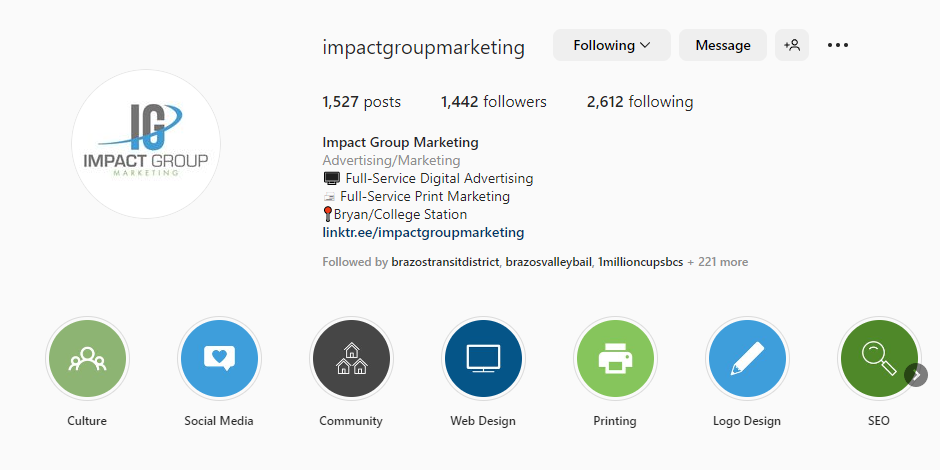 impactgroupmarketing Following Message
1,527 posts 1,442 followers 2,612 following
IG
IMPACT GROUP
MARKETING
Impact Group Marketing
Advertising/Marketing
Full-Service Digital Advertising
Full-Service Print Marketing
Bryan/College Station
linktr.ee/impactgroupmarketing
Followed by brazostransitdistrict, brazosvalleybail, 1millioncupsbcs + 221 more
Culture Social Media Community Web Design Printing Logo Design SEO